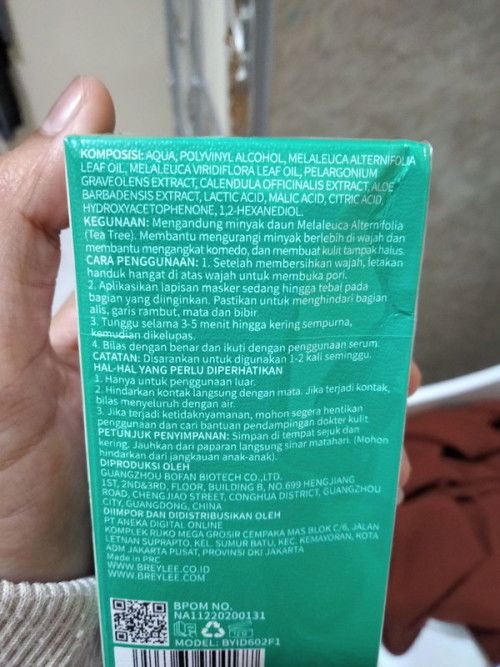 KOMPOSISI: AQUA, POLYVINYL ALCOHOL, MELALEUCA ALTERNIFOLIA
LEAF OIL, MELALEUCA VIRIDIFLORA LEAF OIL, PELARGONIUM
GRAVEOLENS EXTRACT, CALENDULA OFFICINALIS EXTRACT, ALOE
BARBADENSIS EXTRACT, LACTIC ACID, MALIC ACID, CITRIC ACID,
HYDROXYACETOPHENONE, 1,2-HEXANEDIOL.
KEGUNAAN: Mengandung minyak daun Melaleuca Alternifolia
(Tea Tree). Membantu mengurangi minyak berlebih di wajah dan
membantu mengangkat komedo, dan membuat kulit tampak halus.
CARA PENGGUNAAN: 1. Setelah membersihkan wajah, letakan
handuk hangat di atas wajah untuk membuka pori.
2. Aplikasikan lapisan masker sedang hingga tebal pada
bagian yang diinginkan. Pastikan untuk menghindari bagian
alis, garis rambut, mata dan bibir.
3. Tunggu selama 3-5 menit hingga kering sempurna,
kemudian dikelupas.
4. Bilas dengan benar dan ikuti dengan penggunaan serum.
CATATAN: Disarankan untuk digunakan 1-2 kali seminggu.
HAL-HAL YANG PERLU DIPERHATIKAN
1. Hanya untuk penggunaan luar.
2. Hindarkan kontak langsung dengan mata. Jika terjadi kontak,
bilas menyeluruh dengan air.
3. Jika terjadi ketidaknyamanan, mohon segera hentikan
penggunaan dan cari bantuan pendampingan dokter kulit.
PETUNJUK PENYIMPANAN: Simpan di tempat sejuk dan
kering. Jauhkan dari paparan langsung sinar matahari. (Mohon
hindarkan dari jangkauan anak-anak).
DIPRODUKSI OLEH
GUANGZHOU BOFAN BIOTECH CO.,LTD.
1ST, 2ND&3RD, FLOOR, BUILDING B, NO.699 HENGJIANG
ROAD, CHENGJIAO STREET, CONGHUA DISTRICT, GUANGZHOU
CITY, GUANGDONG, CHINA
DIIMPOR DAN DIDISTRIBUSIKAN OLEH
PT ANEKA DIGITAL ONLINE
KOMPLEK RUKO MEGA GROSIR CEMPAKA MAS BLOK C/6, JALAN
LETNAN SUPRAPTO, KEL. SUMUR BATU, KEC. KEMAYORAN, KOTA
ADM JAKARTA PUSAT, PROVINSI DKI JAKARTA
Made in PRC
WWW.BREYLEE.CO.ID
WWW.BREYLEE.COM
BPOM NO.
NA11220200131
MODEL: BYID602F1